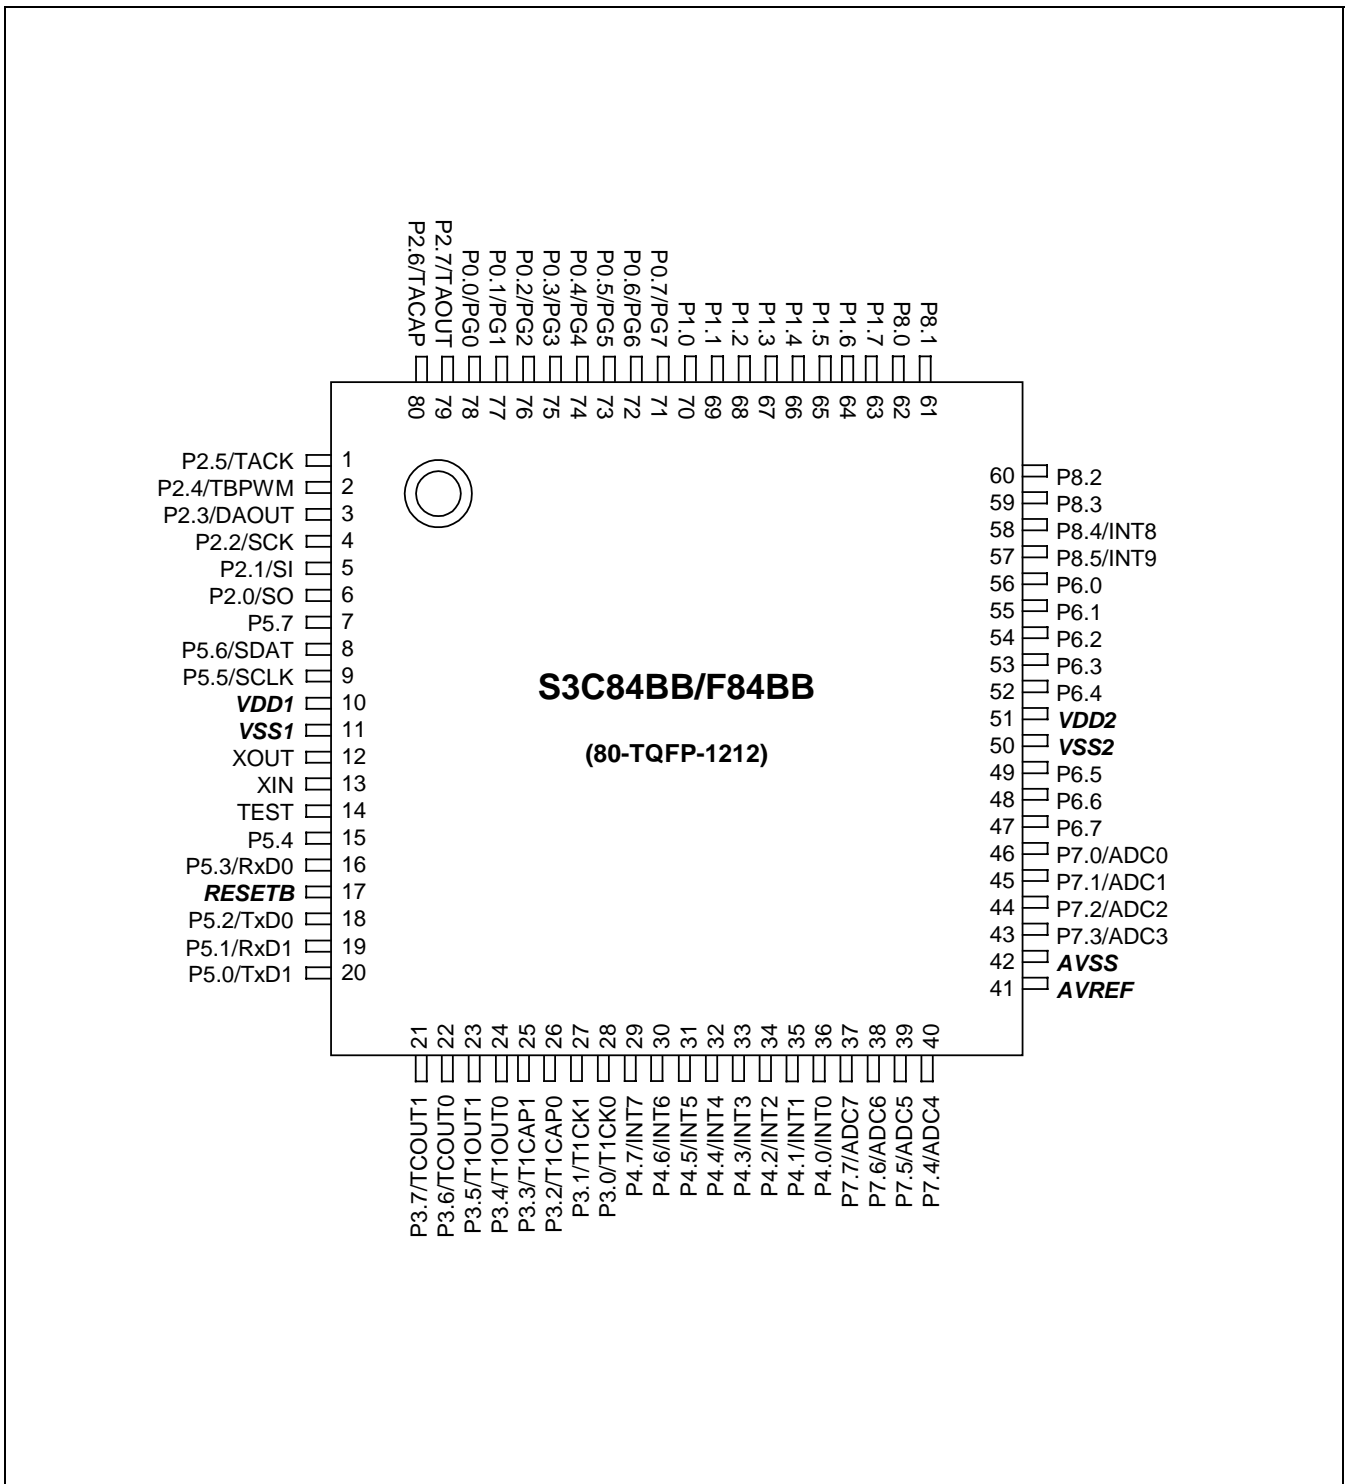 P2.6/TACAP
P2.7/TAOUT
P0.0/PG0
P0.1/PG1
P0.2/PG2
P0.3/PG3
P0.4/PG4
P0.5/PG5
P0.6/PG6
P0.7/PG7
P1.0
P1.1
P1.2
P1.3
P1.4
P1.5
P1.6
P1.7
P8.0
P8.1
80
79
78
77
76
75
74
73
72
71
70
69
68
67
66
65
64
63
62
61
P2.5/TACK 1
P2.4/TBPWM 2
P2.3/DAOUT 3
P2.2/SCK 4
P2.1/SI 5
P2.0/SO 6
P5.7 7
P5.6/SDAT 8
P5.5/SCLK 9
VDD1 10
VSS1 11
XOUT 12
XIN 13
TEST 14
P5.4 15
P5.3/RxD0 16
RESETB 17
P5.2/TxD0 18
P5.1/RxD1 19
P5.0/TxD1 20
S3C84BB/F84BB
(80-TQFP-1212)
60 P8.2
59 P8.3
58 P8.4/INT8
57 P8.5/INT9
56 P6.0
55 P6.1
54 P6.2
53 P6.3
52 P6.4
51 VDD2
50 VSS2
49 P6.5
48 P6.6
47 P6.7
46 P7.0/ADC0
45 P7.1/ADC1
44 P7.2/ADC2
43 P7.3/ADC3
42 AVSS
41 AVREF
21
22
23
24
25
26
27
28
29
30
31
32
33
34
35
36
37
38
39
40
P3.7/TCOUT1
P3.6/TCOUT0
P3.5/T1OUT1
P3.4/T1OUT0
P3.3/T1CAP1
P3.2/T1CAP0
P3.1/T1CK1
P3.0/T1CK0
P4.7/INT7
P4.6/INT6
P4.5/INT5
P4.4/INT4
P4.3/INT3
P4.2/INT2
P4.1/INT1
P4.0/INT0
P7.7/ADC7
P7.6/ADC6
P7.5/ADC5
P7.4/ADC4